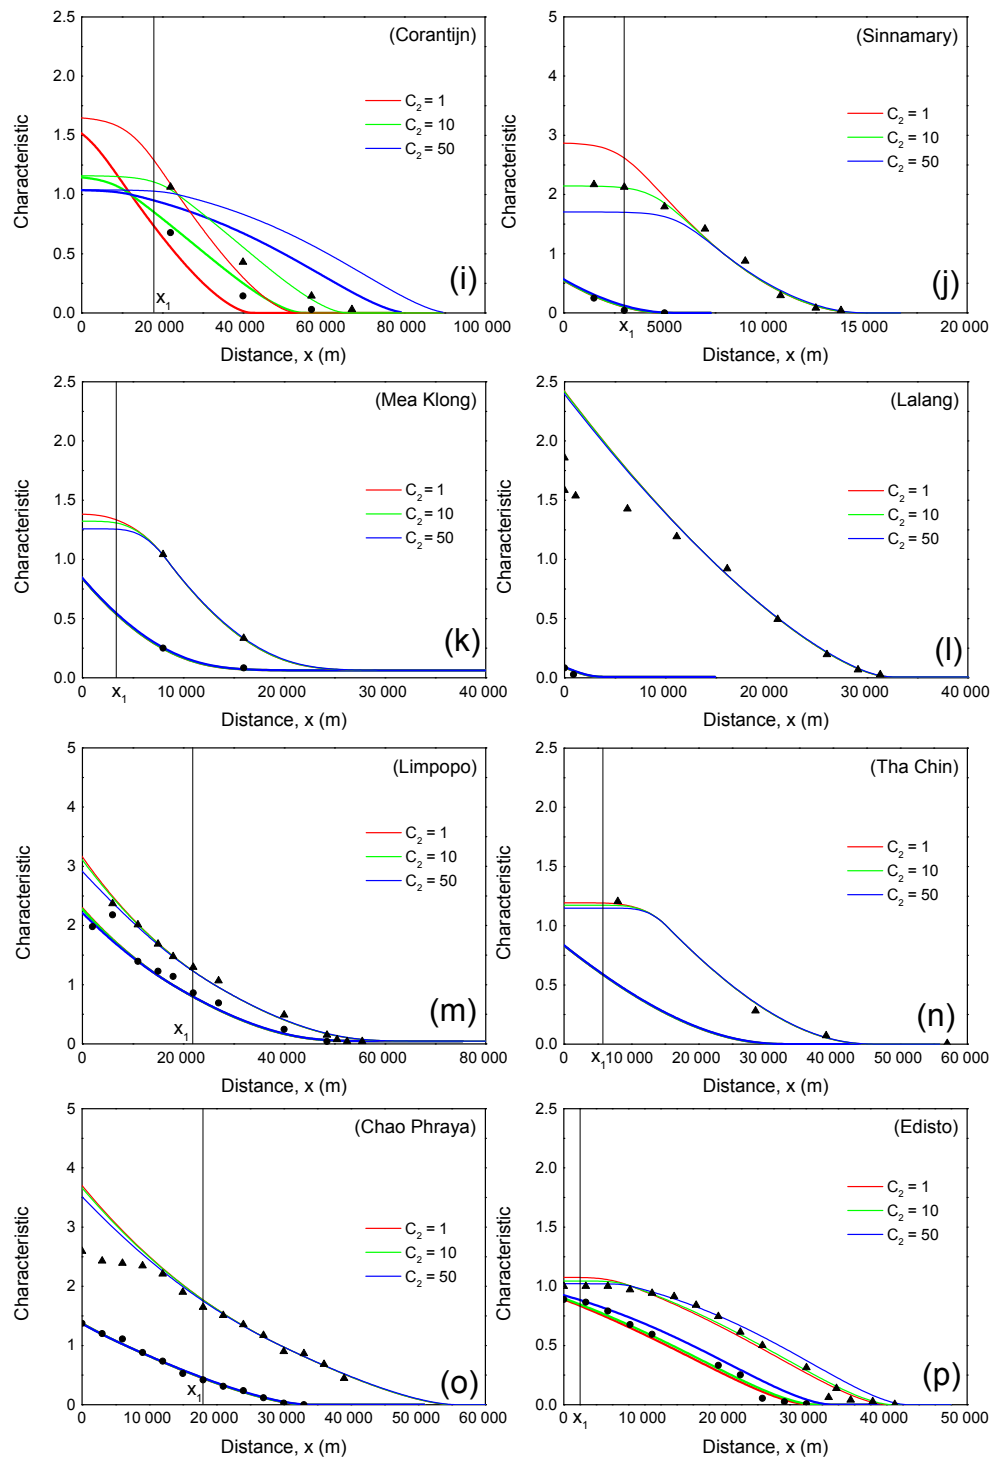 2.5
2.0
1.5
1.0
0.5
0.0
Characteristic
(Corantijn)
C2 = 1
C2 = 10
C2 = 50
x1
(i)
0
20 000
40 000
60 000
80 000
100 000
Distance, x (m)
5
4
3
2
1
0
Characteristic
(Sinnamary)
C2 = 1
C2 = 10
C2 = 50
(j)
0
x1
5000
10 000
15 000
20 000
Distance, x (m)
2.5
2.0
1.5
1.0
0.5
0.0
Characteristic
(Mea Klong)
C2 = 1
C2 = 10
C2 = 50
(k)
0
x1
10 000
20 000
30 000
40 000
Distance, x (m)
2.5
2.0
1.5
1.0
0.5
0.0
Characteristic
(Lalang)
C2 = 1
C2 = 10
C2 = 50
(l)
0
10 000
20 000
30 000
40 000
Distance, x (m)
5
4
3
2
1
0
Characteristic
(Limpopo)
C2 = 1
C2 = 10
C2 = 50
x1
(m)
0
20 000
40 000
60 000
80 000
Distance, x (m)
2.5
2.0
1.5
1.0
0.5
0.0
Characteristic
(Tha Chin)
C2 = 1
C2 = 10
C2 = 50
(n)
0
x1
10 000
20 000
30 000
40 000
50 000
60 000
Distance, x (m)
5
4
3
2
1
0
Characteristic
(Chao Phraya)
C2 = 1
C2 = 10
C2 = 50
x1
(o)
0
10 000
20 000
30 000
40 000
50 000
60 000
Distance, x (m)
2.5
2.0
1.5
1.0
0.5
0.0
Characteristic
(Edisto)
C2 = 1
C2 = 10
C2 = 50
(p)
0
x1
10 000
20 000
30 000
40 000
50 000
Distance, x (m)